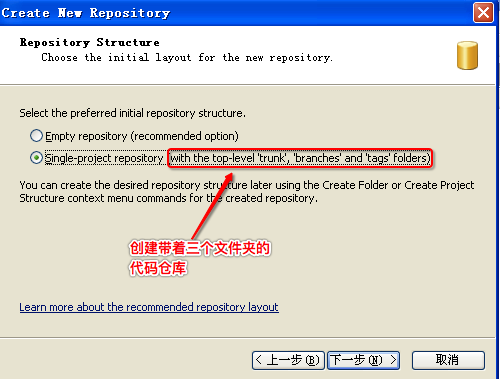 Create New Repository
Repository Structure
Choose the initial layout for the new repository.
Select the preferred initial repository structure.
Empty repository (recommended option)
Single-project repository (with the top-level 'trunk', 'branches' and 'tags' folders)
You can create the desired repository structure later using the Create Folder or Create Project
Structure context menu commands for the created repository.
创建带着三个文件夹的
代码仓库
Learn more about the recommended repository layout
< 上一步(B) 下一步(N) > 取消